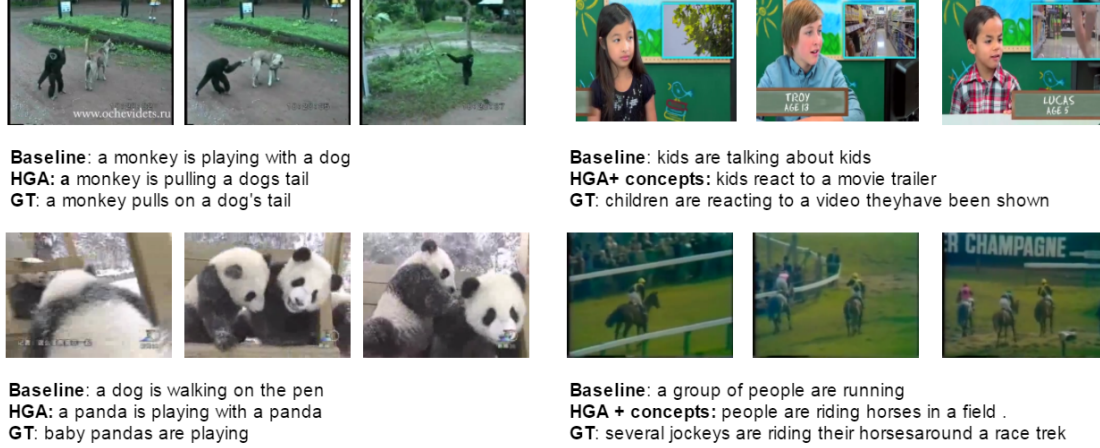 www.ochevidets.ru
TROY
AGE 13
LUCAS
AGE 5
Baseline: a monkey is playing with a dog
HGA: a monkey is pulling a dogs tail
GT: a monkey pulls on a dog's tail
Baseline: kids are talking about kids
HGA+ concepts: kids react to a movie trailer
GT: children are reacting to a video theyhave been shown
R CHAMPAGNE
Baseline: a dog is walking on the pen
HGA: a panda is playing with a panda
GT: baby pandas are playing
Baseline: a group of people are running
HGA + concepts: people are riding horses in a field .
GT: several jockeys are riding their horsesaround a race trek